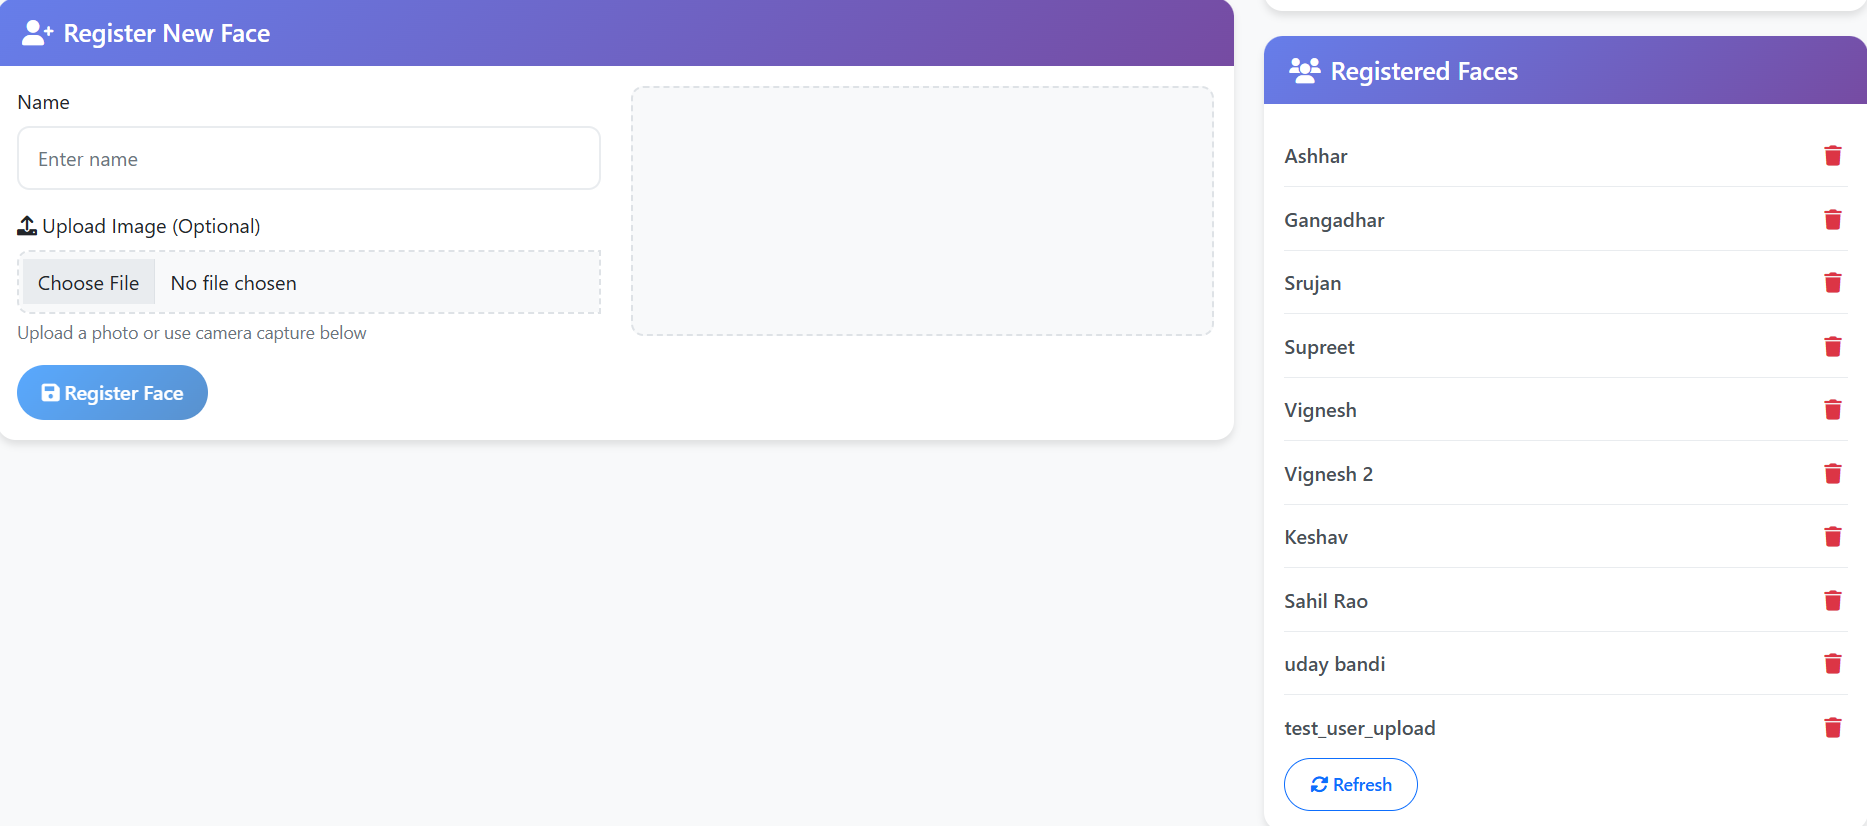 Register New Face
Name
Enter name
Upload Image (Optional)
Choose File No file chosen
Upload a photo or use camera capture below
Register Face
Registered Faces
Ashhar
Gangadhar
Srujan
Supreet
Vignesh
Vignesh 2
Keshav
Sahil Rao
uday bandi
test_user_upload
Refresh